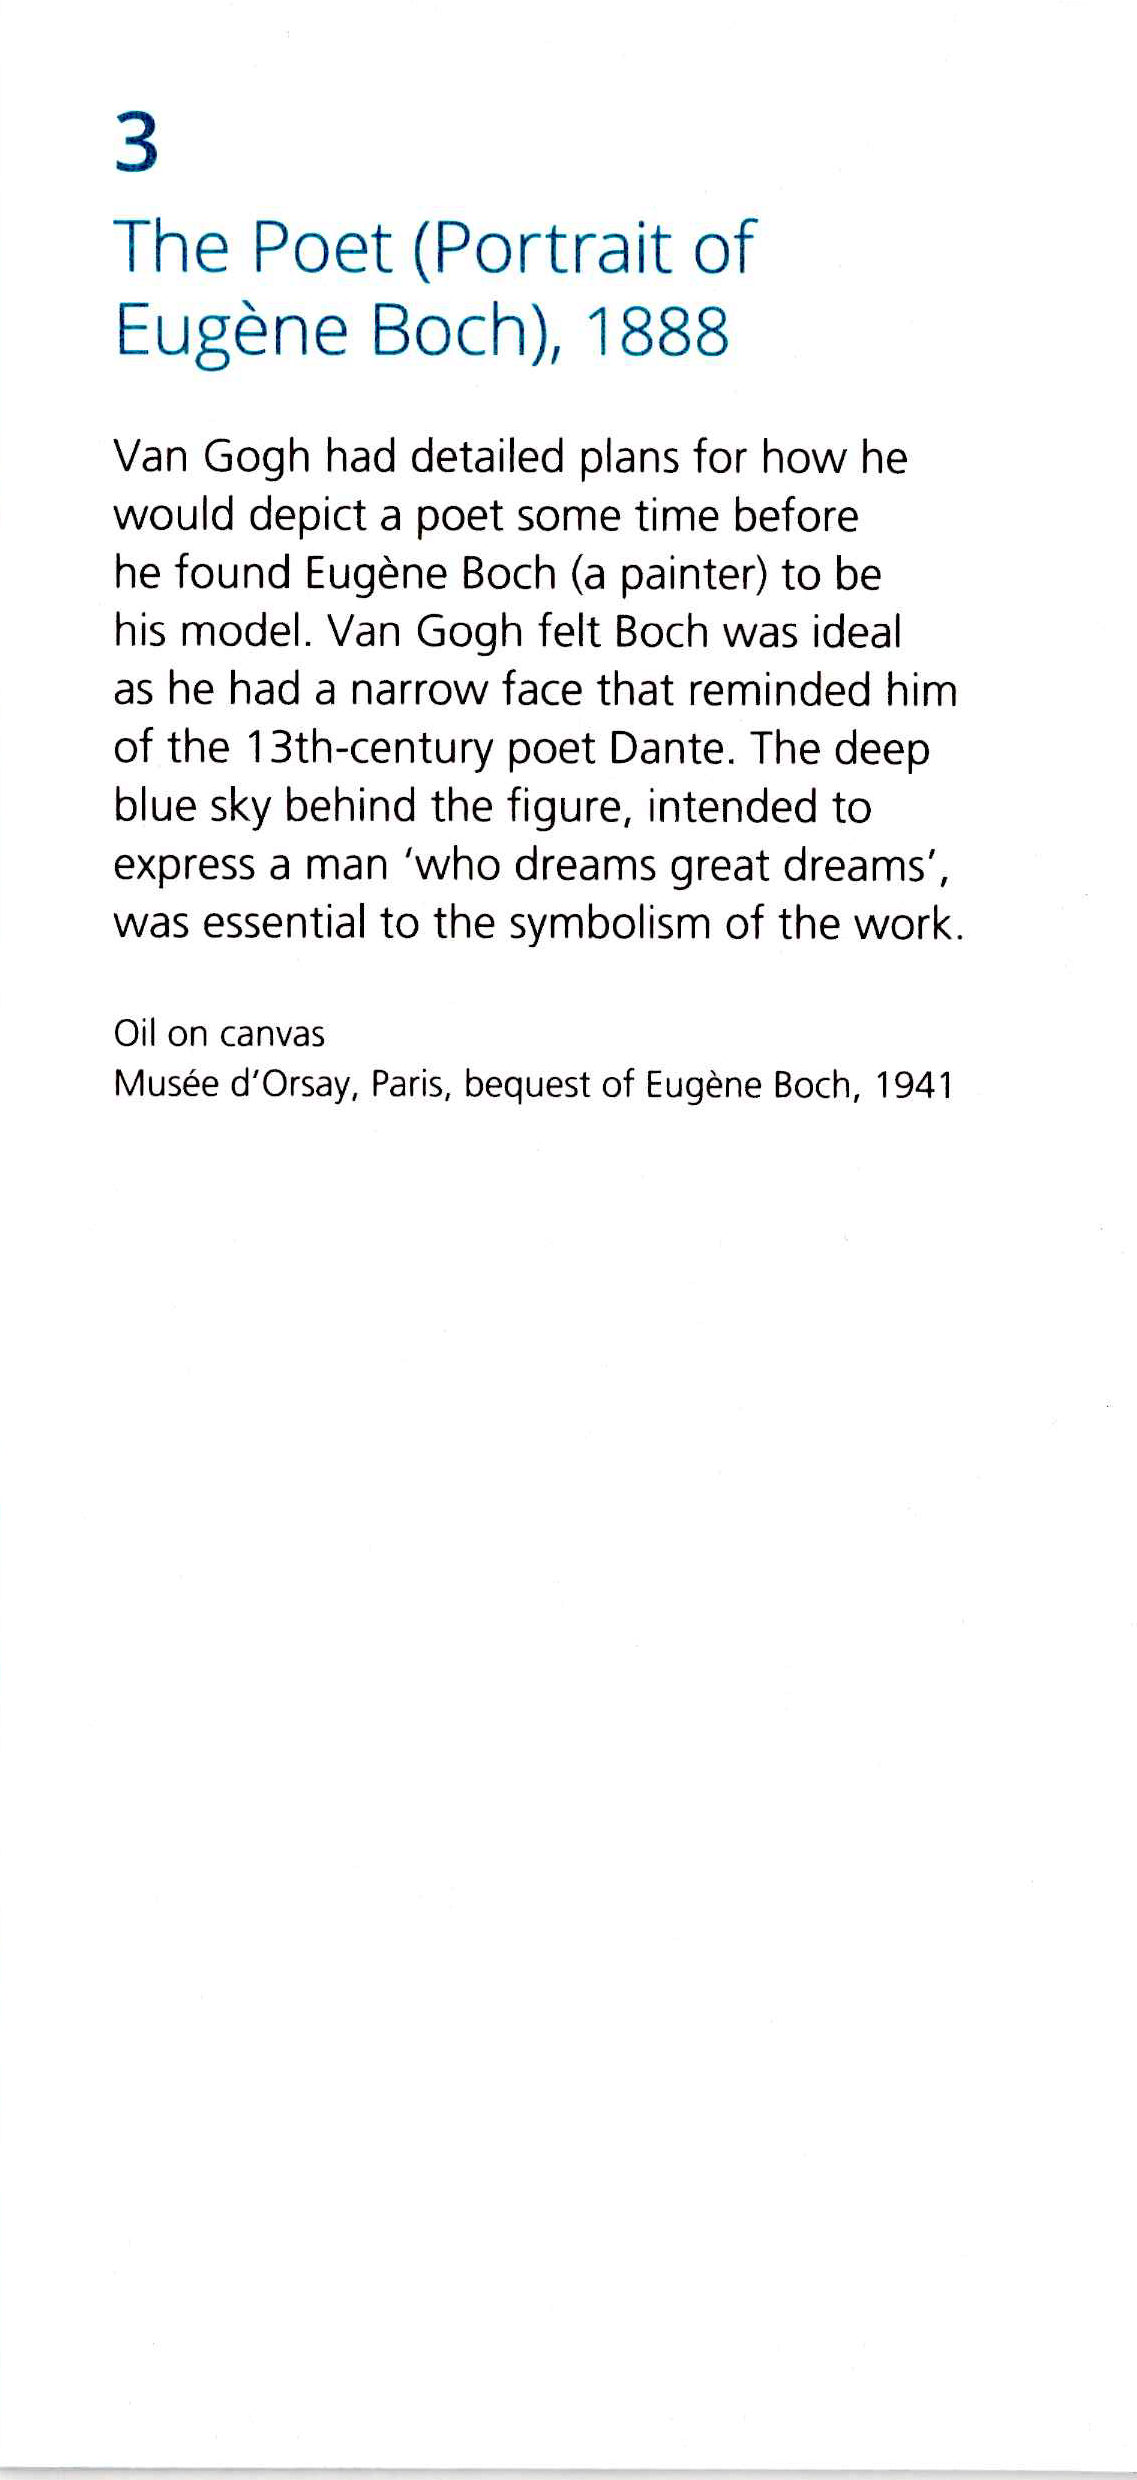 3
The Poet (Portrait of
Eugène Boch), 1888
Van Gogh had detailed plans for how he
would depict a poet some time before
he found Eugène Boch (a painter) to be
his model. Van Gogh felt Boch was ideal
as he had a narrow face that reminded him
of the 13th-century poet Dante. The deep
blue sky behind the figure, intended to
express a man ‘who dreams great dreams’,
was essential to the symbolism of the work.
Oil on canvas
Musée d’Orsay, Paris, bequest of Eugène Boch, 1941